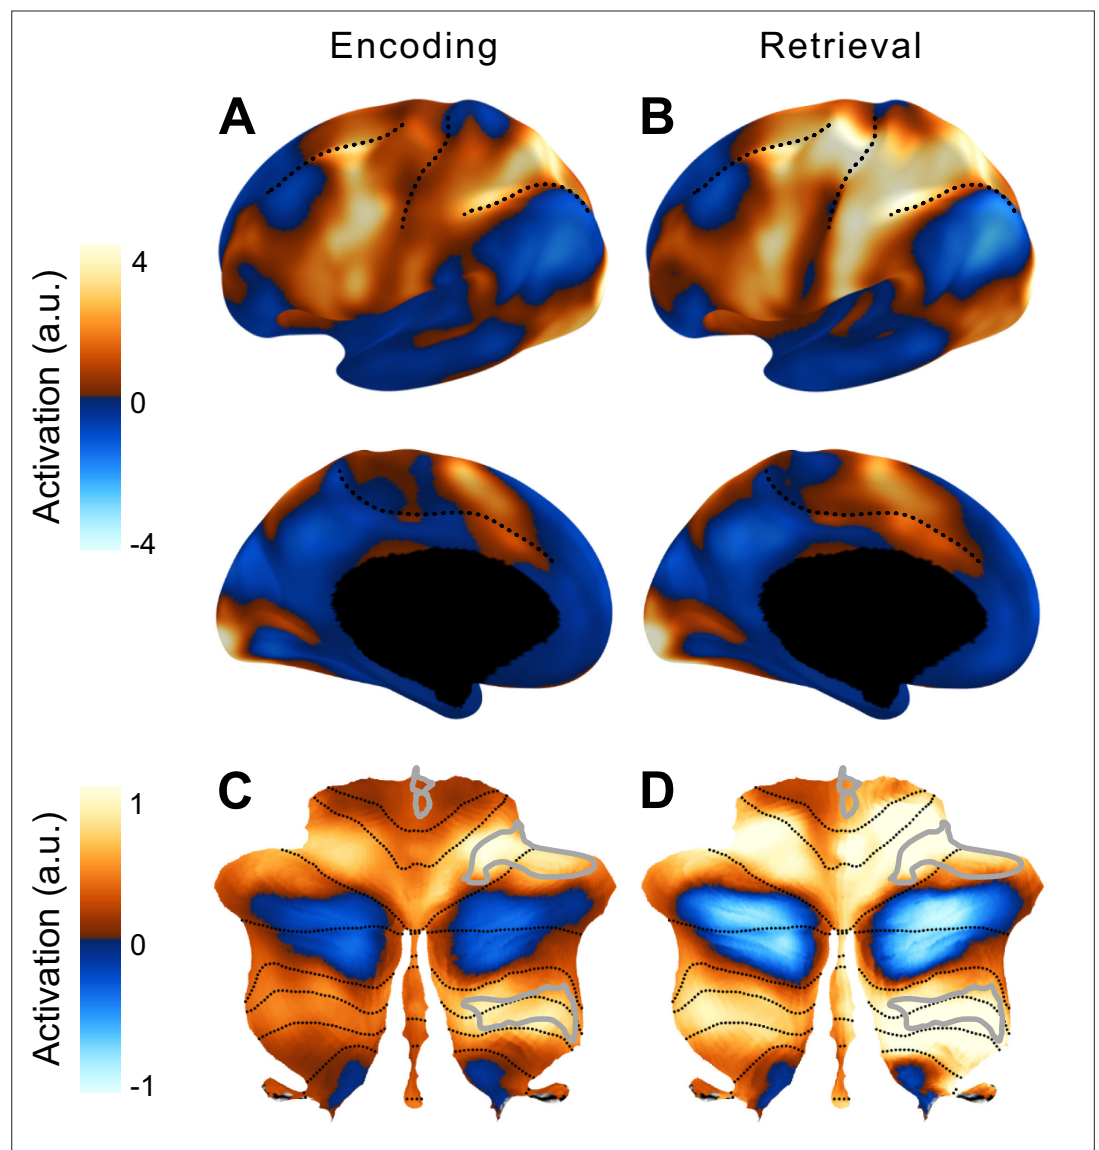 Encoding
Retrieval
A
B
Activation (a.u.)
4
0
-4
C
D
Activation (a.u.)
1
0
-1